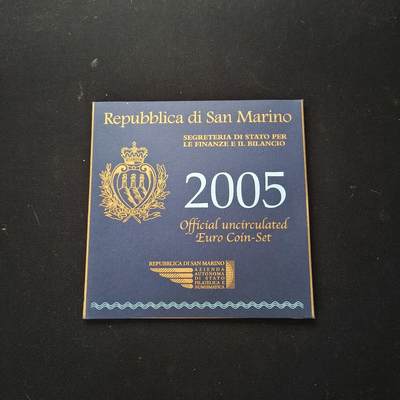 Repubblica di San Marino
SEGRETERIA DI STATO PER
LE FINANZE E IL BILANCIO
2005
Official uncirculated
Euro Coin-Set
REPUBBLICA DI SAN MARINO
AZIENDA
AUTONOMA
DI STATO
FILATELICA E
NUMISMATICA